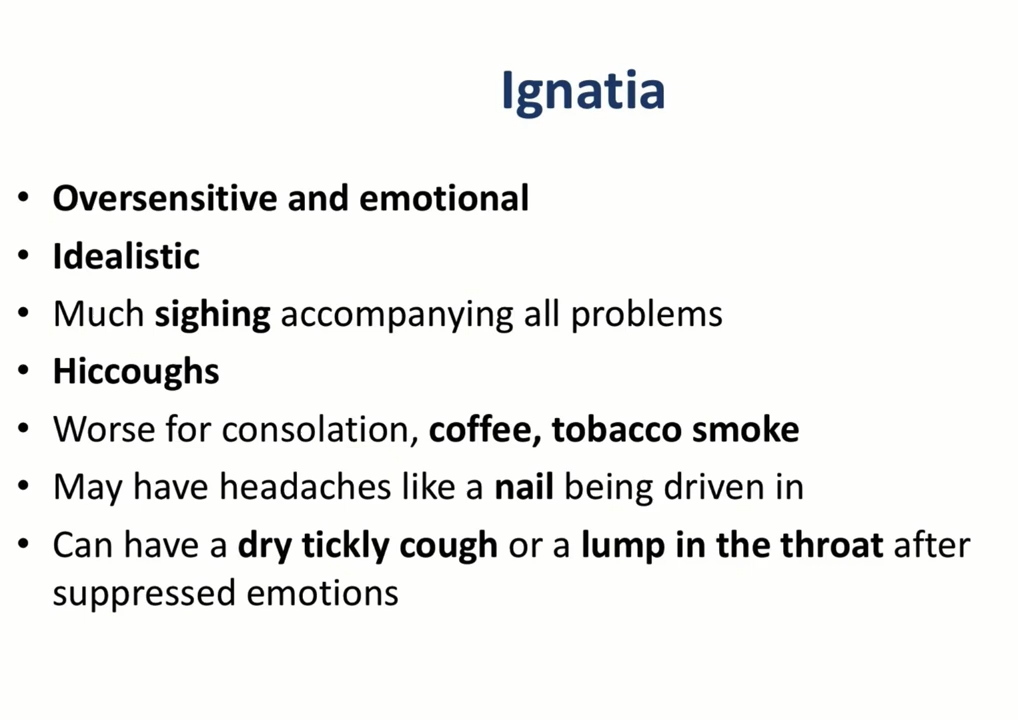 Ignatia
• Oversensitive and emotional
• Idealistic
• Much sighing accompanying all problems
• Hiccoughs
• Worse for consolation, coffee, tobacco smoke
• May have headaches like a nail being driven in
• Can have a dry tickly cough or a lump in the throat after
suppressed emotions